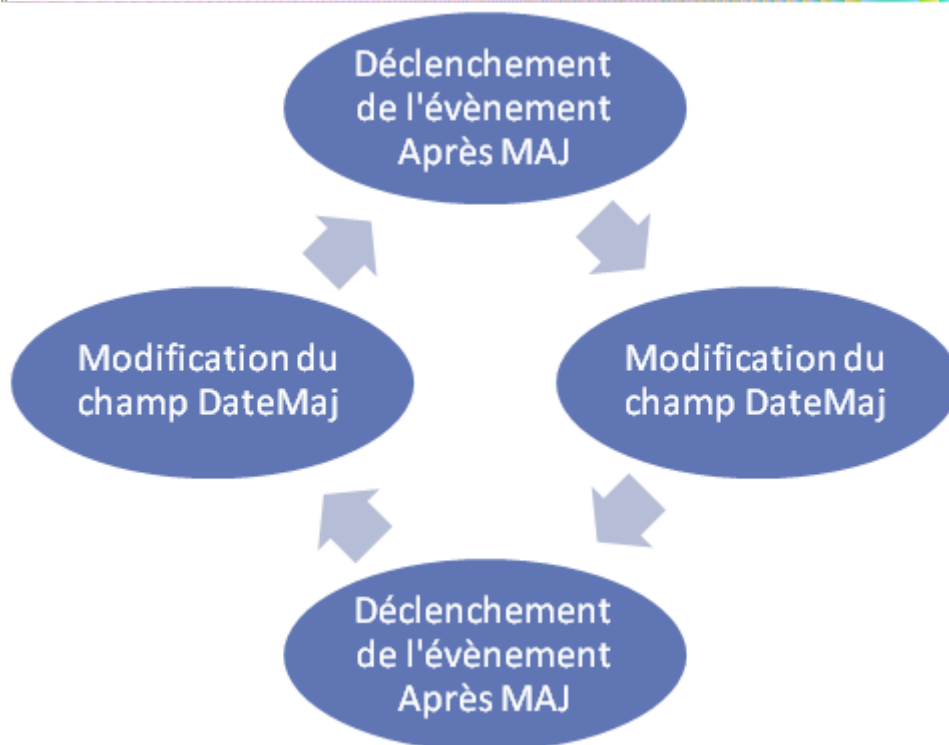 Déclenchement
de l'évènement
Après MAJ
Modification du
champ DateMaj
Modification du
champ DateMaj
Déclenchement
de l'évènement
Après MAJ